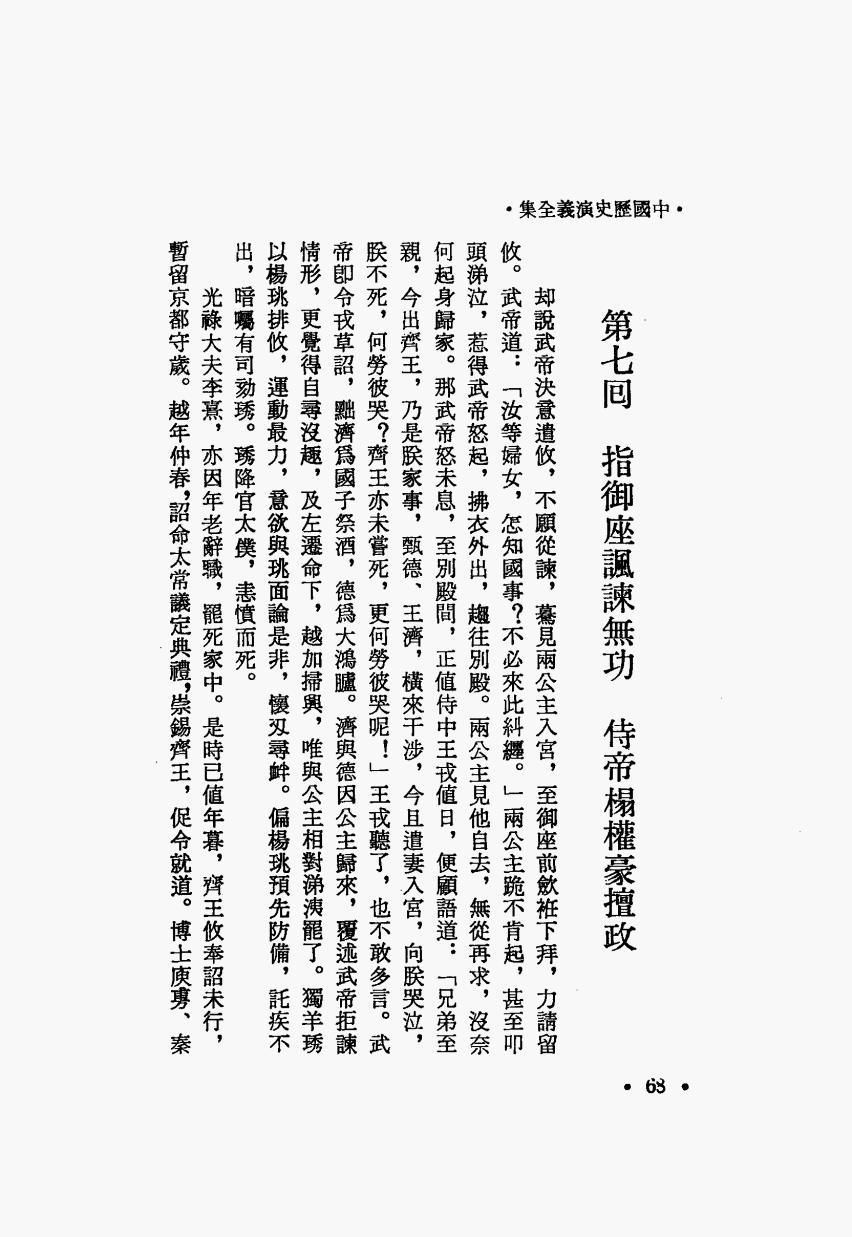 ·中國歷史演義全集·
第七回　指御座諷諫無功　侍帝榻權豪擅政
却說武帝決意遣攸，不願從諫，驀見兩公主入宮，至御座前歛袵下拜，力請留
攸。武帝道：「汝等婦女，怎知國事？不必來此糾纏。」兩公主跪不肯起，甚至叩
頭涕泣，惹得武帝怒起，拂衣外出，趨往別殿。兩公主見他自去，無從再求，沒奈
何起身歸家。那武帝怒未息，至別殿間，正值侍中王戎值日，便顧語道：「兄弟至
親，今出齊王，乃是朕家事，甄德、王濟，橫來干涉，今且遣妻入宮，向朕哭泣，
朕不死，何勞彼哭？齊王亦未嘗死，更何勞彼哭呢！」王戎聽了，也不敢多言。武
帝卽令戎草詔，黜濟爲國子祭酒，德爲大鴻臚。濟與德因公主歸來，覆述武帝拒諫
情形，更覺得自尋沒趣，及左遷命下，越加掃興，唯與公主相對涕洟罷了。獨羊琇
以楊珧排攸，運動最力，意欲與珧面論是非，懷刃尋衅。偏楊珧預先防備，託疾不
出，暗囑有司劾琇。琇降官太僕，恚憤而死。
光祿大夫李熹，亦因年老辭職，罷死家中。是時已值年暮，齊王攸奉詔未行，
暫留京都守歲。越年仲春，詔命太常議定典禮，崇錫齊王，促令就道。博士庾旉、秦
·68·